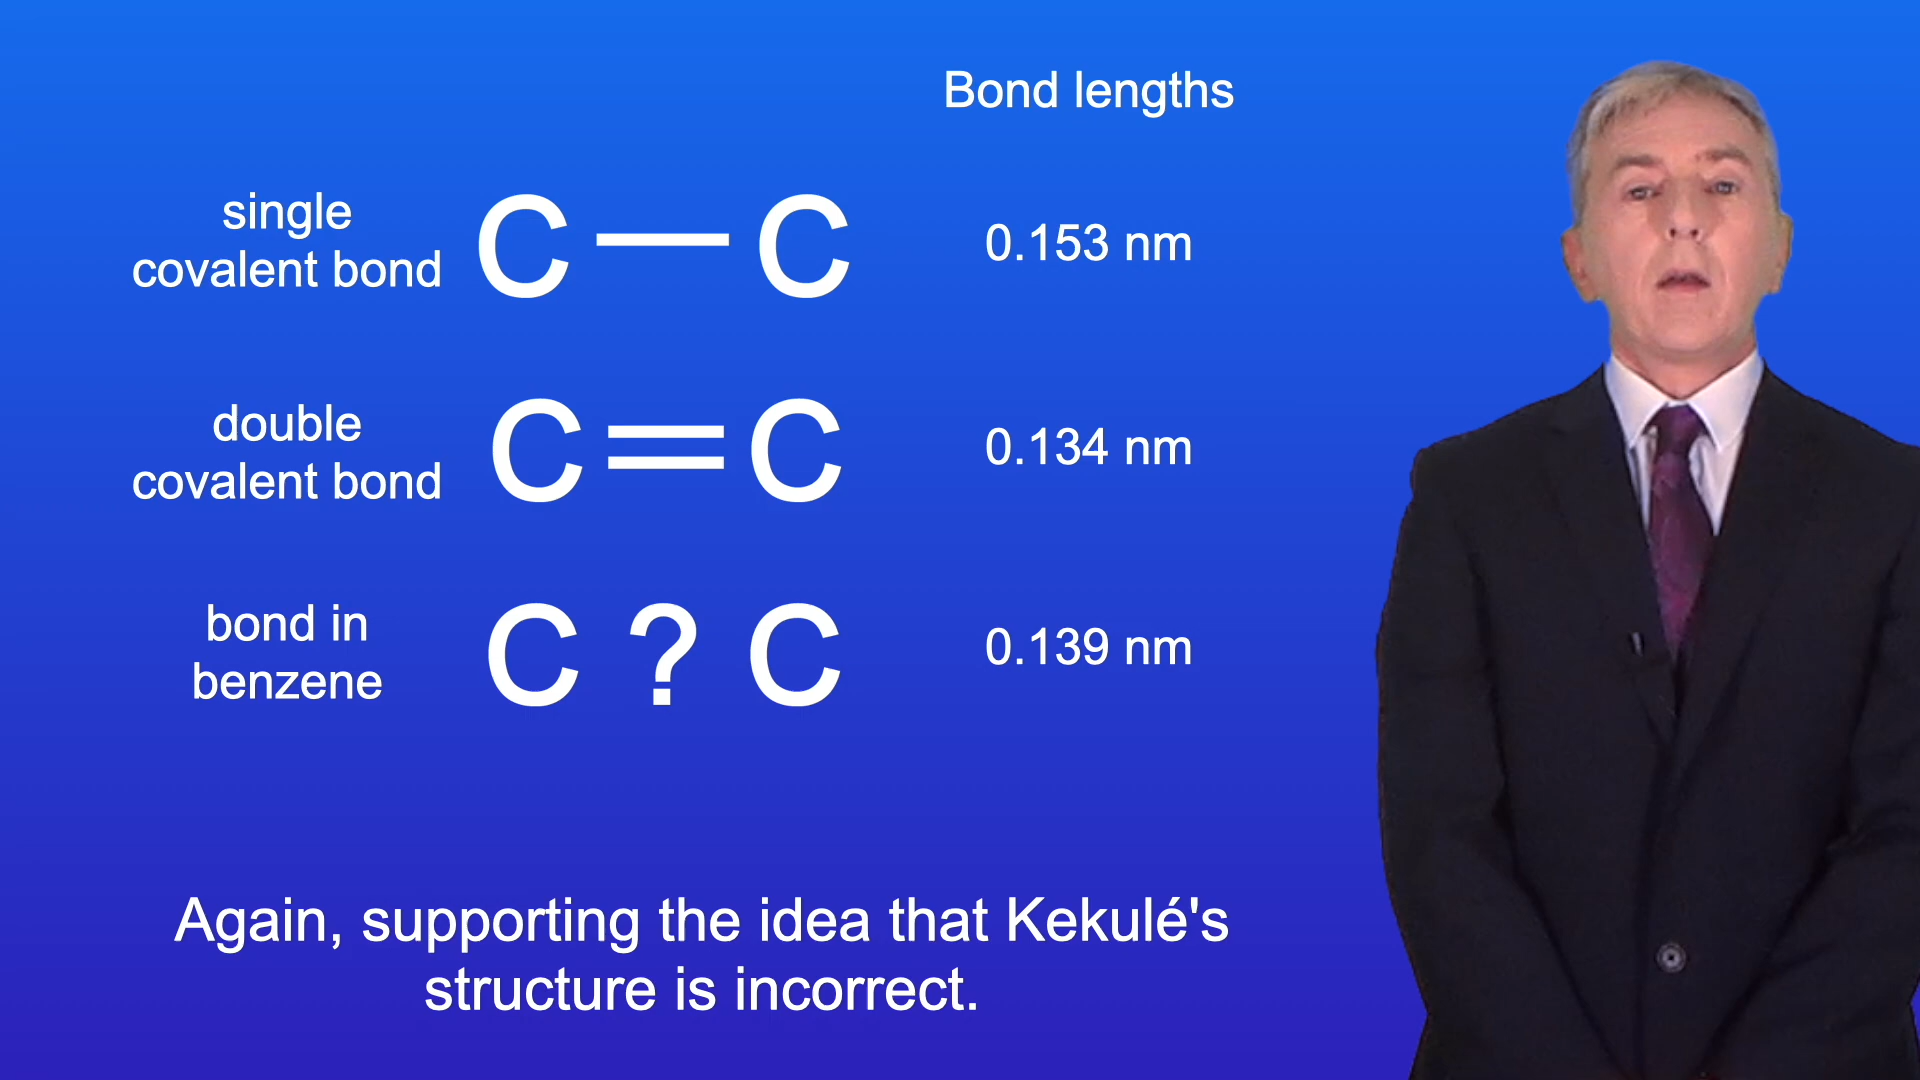 Bond lengths
single
covalent bond
C — C
0.153 nm
double
covalent bond
C = C
0.134 nm
bond in
benzene
C ? C
0.139 nm
Again, supporting the idea that Kekulé's
structure is incorrect.